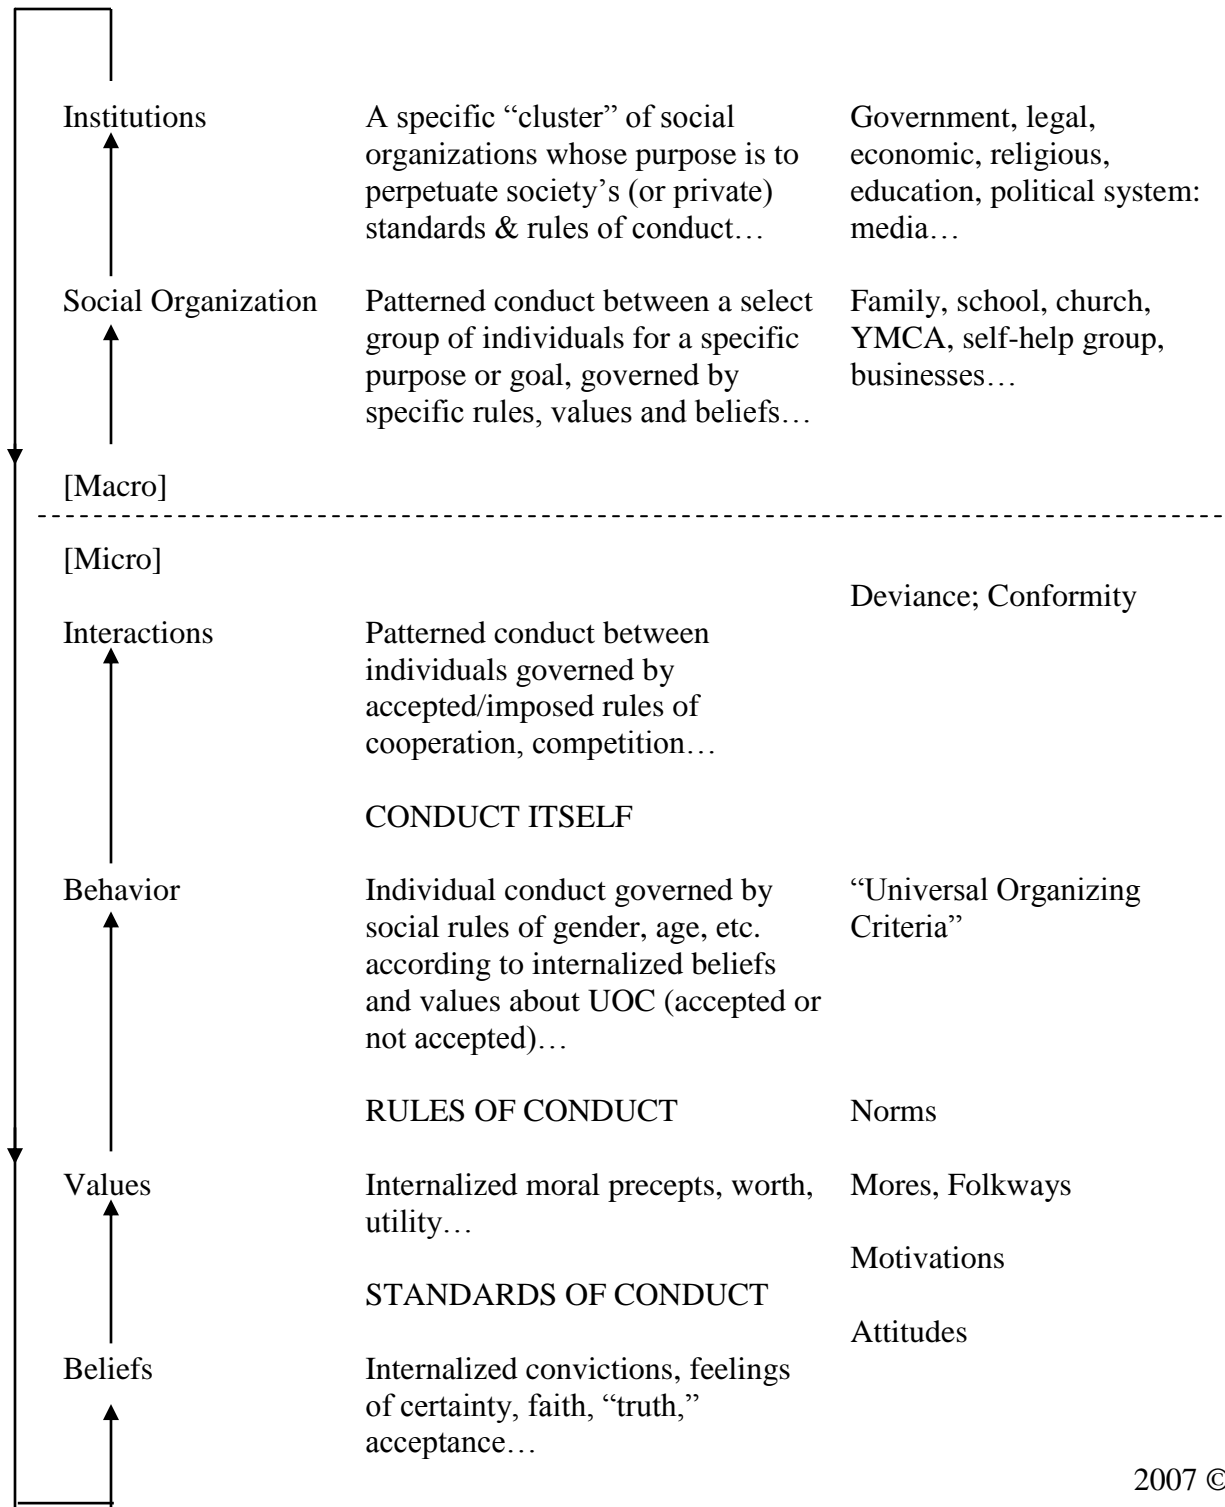 Institutions
A specific “cluster” of social
organizations whose purpose is to
perpetuate society’s (or private)
standards & rules of conduct…
Government, legal,
economic, religious,
education, political system:
media…
Social Organization
Patterned conduct between a select
group of individuals for a specific
purpose or goal, governed by
specific rules, values and beliefs…
Family, school, church,
YMCA, self-help group,
businesses…
[Macro]
[Micro]
Deviance; Conformity
Interactions
Patterned conduct between
individuals governed by
accepted/imposed rules of
cooperation, competition…
CONDUCT ITSELF
Behavior
Individual conduct governed by
social rules of gender, age, etc.
according to internalized beliefs
and values about UOC (accepted or
not accepted)…
“Universal Organizing
Criteria”
RULES OF CONDUCT
Norms
Values
Internalized moral precepts, worth,
utility…
Mores, Folkways
Motivations
STANDARDS OF CONDUCT
Attitudes
Beliefs
Internalized convictions, feelings
of certainty, faith, “truth,”
acceptance…
2007 ©